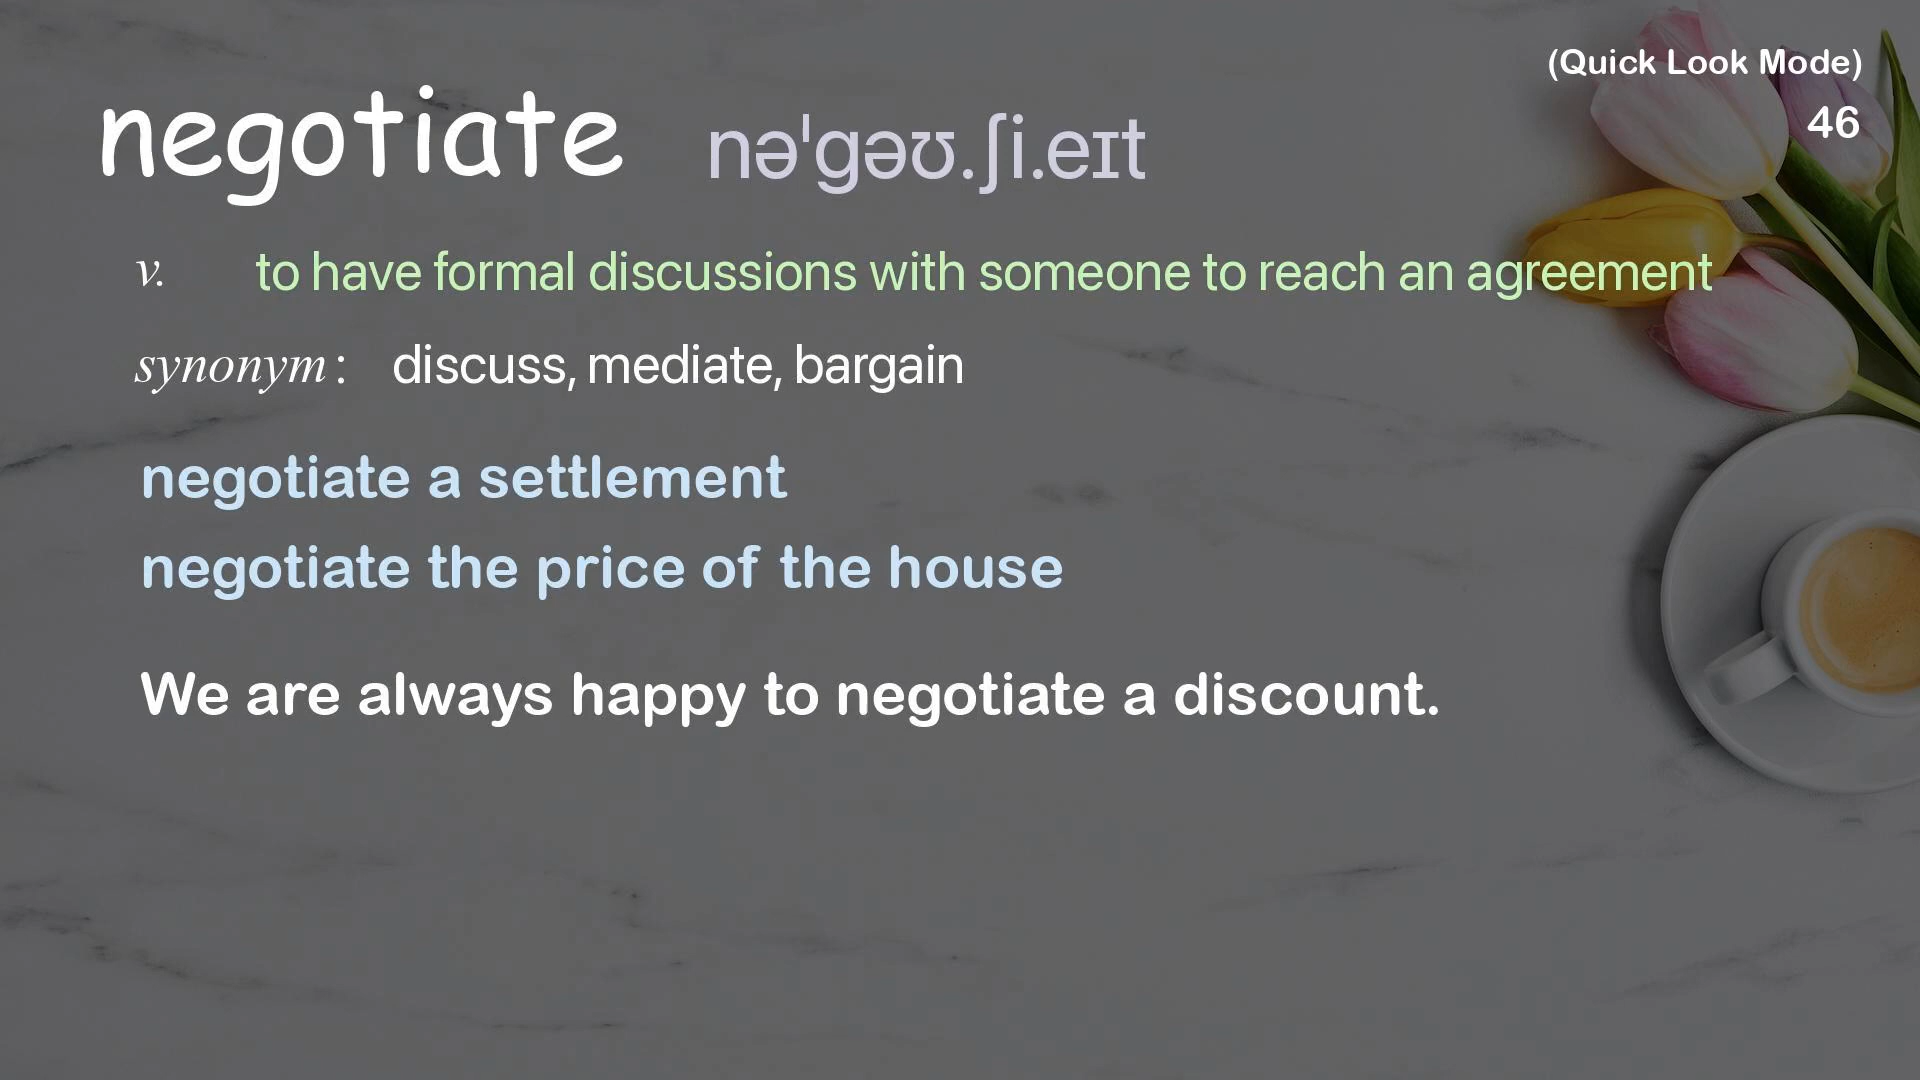 (Quick Look Mode)
46
negotiate nəˈgəʊ.ʃi.eɪt
v. to have formal discussions with someone to reach an agreement
synonym : discuss, mediate, bargain
negotiate a settlement
negotiate the price of the house
We are always happy to negotiate a discount.